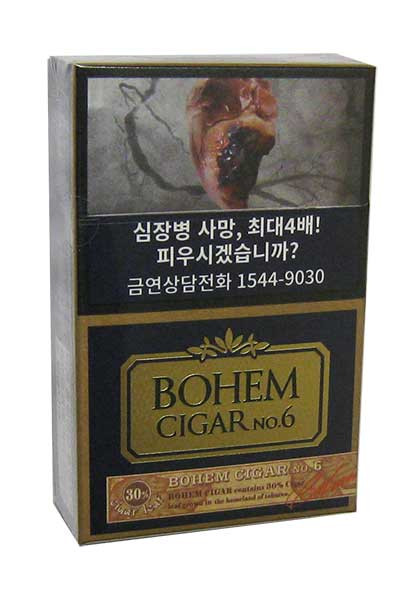 심장병 사망, 최대4배!
피우시겠습니까?
금연상담전화 1544-9030
BOHEM
CIGAR NO.6
30%
Cigar Leaf
BOHEM CIGAR NO.6
BOHEM CIGAR contains 30% Cigar
leaf grown in the homeland of tobacco.